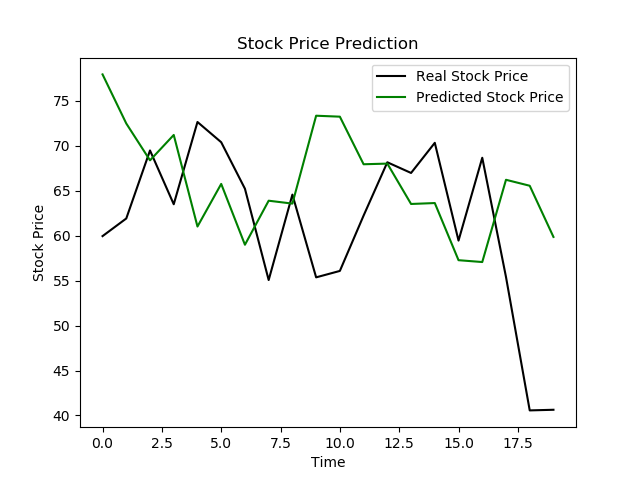 Stock Price Prediction
Real Stock Price
Predicted Stock Price
75
70
65
60
55
50
45
40
Stock Price
0.0 2.5 5.0 7.5 10.0 12.5 15.0 17.5
Time